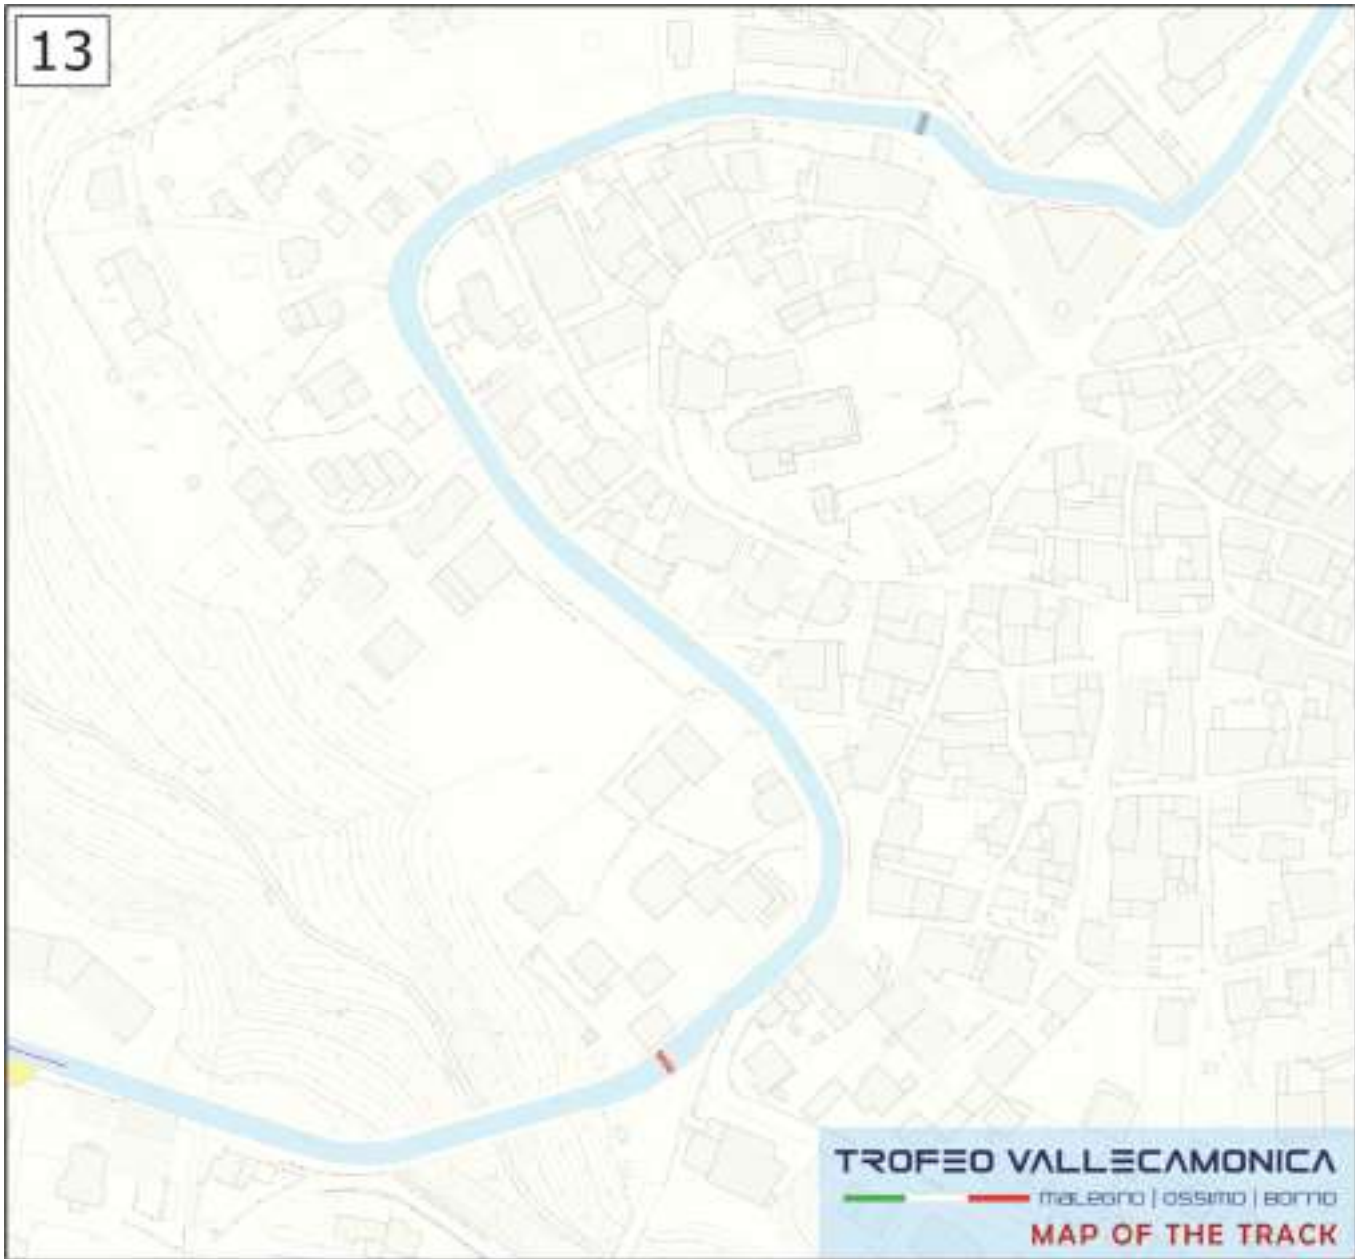 13
TROFEO VALLECAMONICA
malegno | ossimo | borno
MAP OF THE TRACK